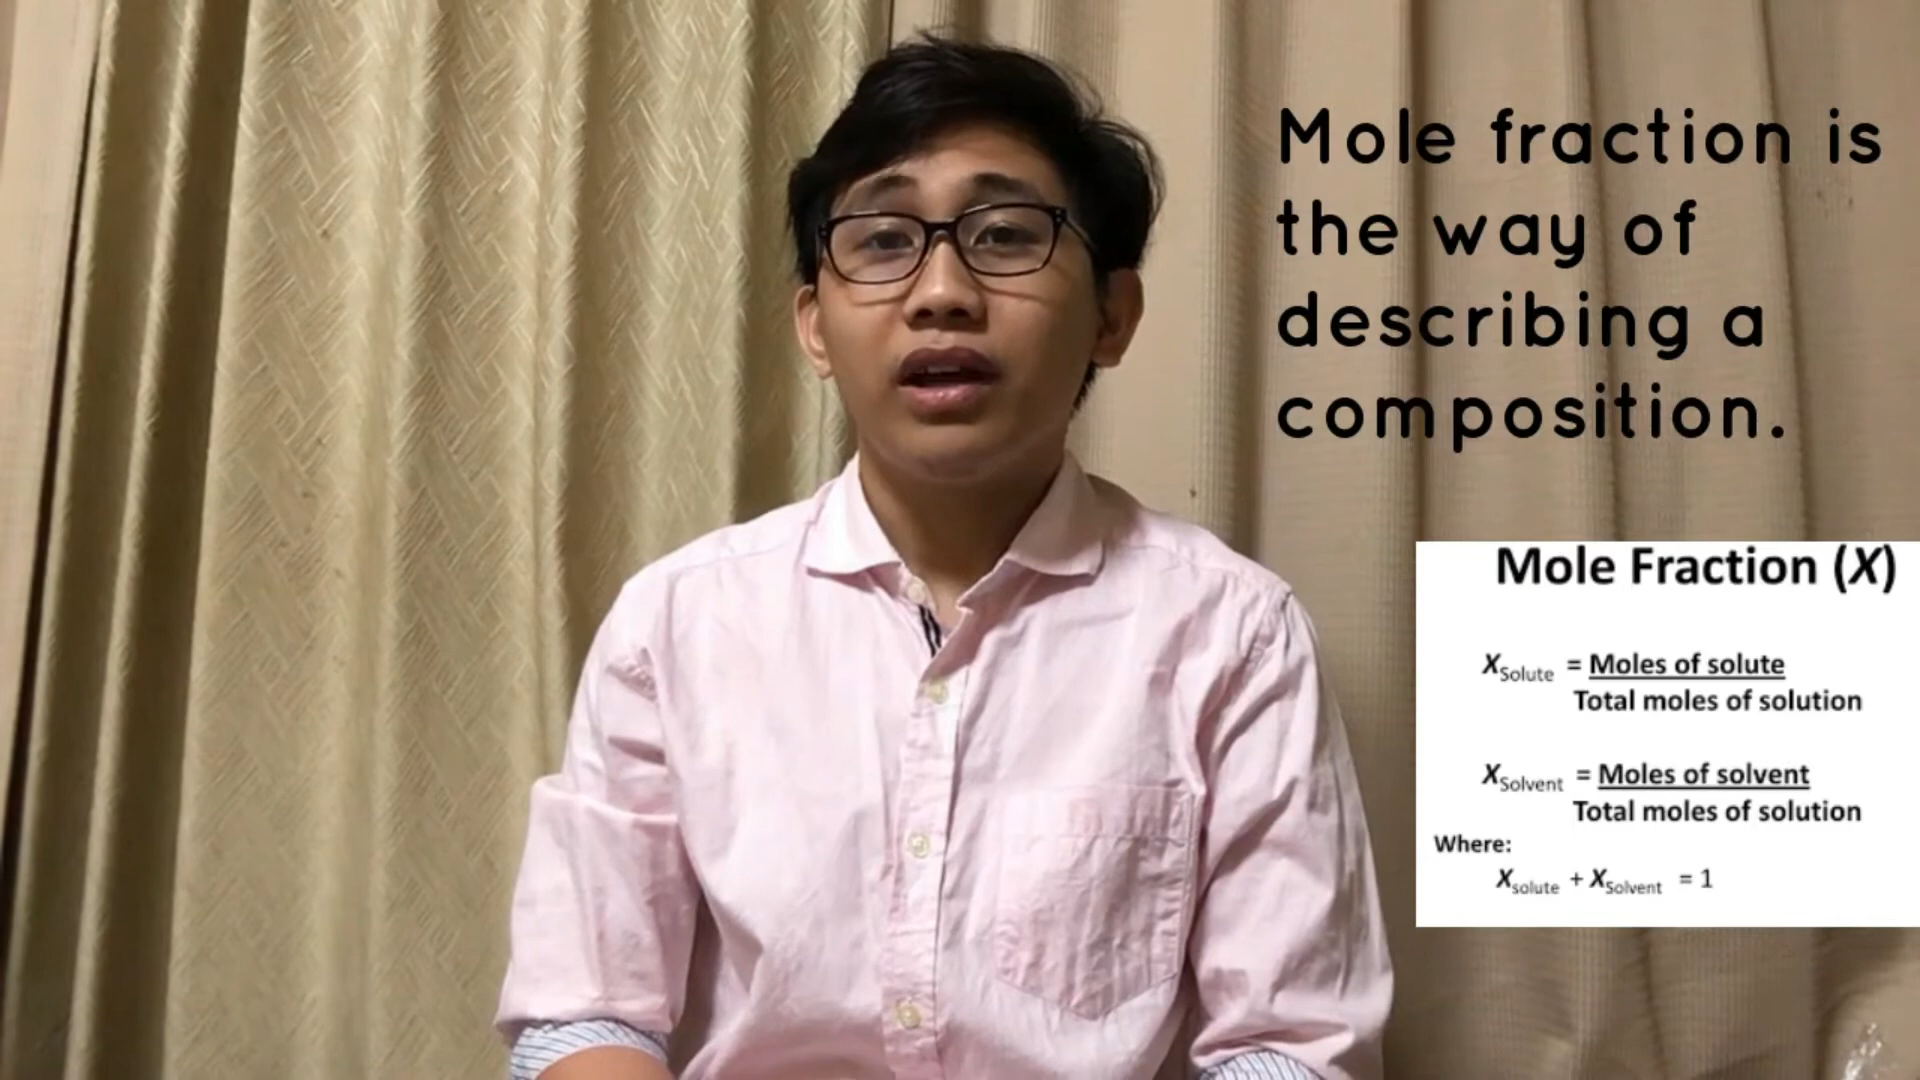 Mole fraction is
the way of
describing a
composition.
Mole Fraction (X)
XSolute = Moles of solute
Total moles of solution
XSolvent = Moles of solvent
Total moles of solution
Where:
Xsolute + XSolvent = 1